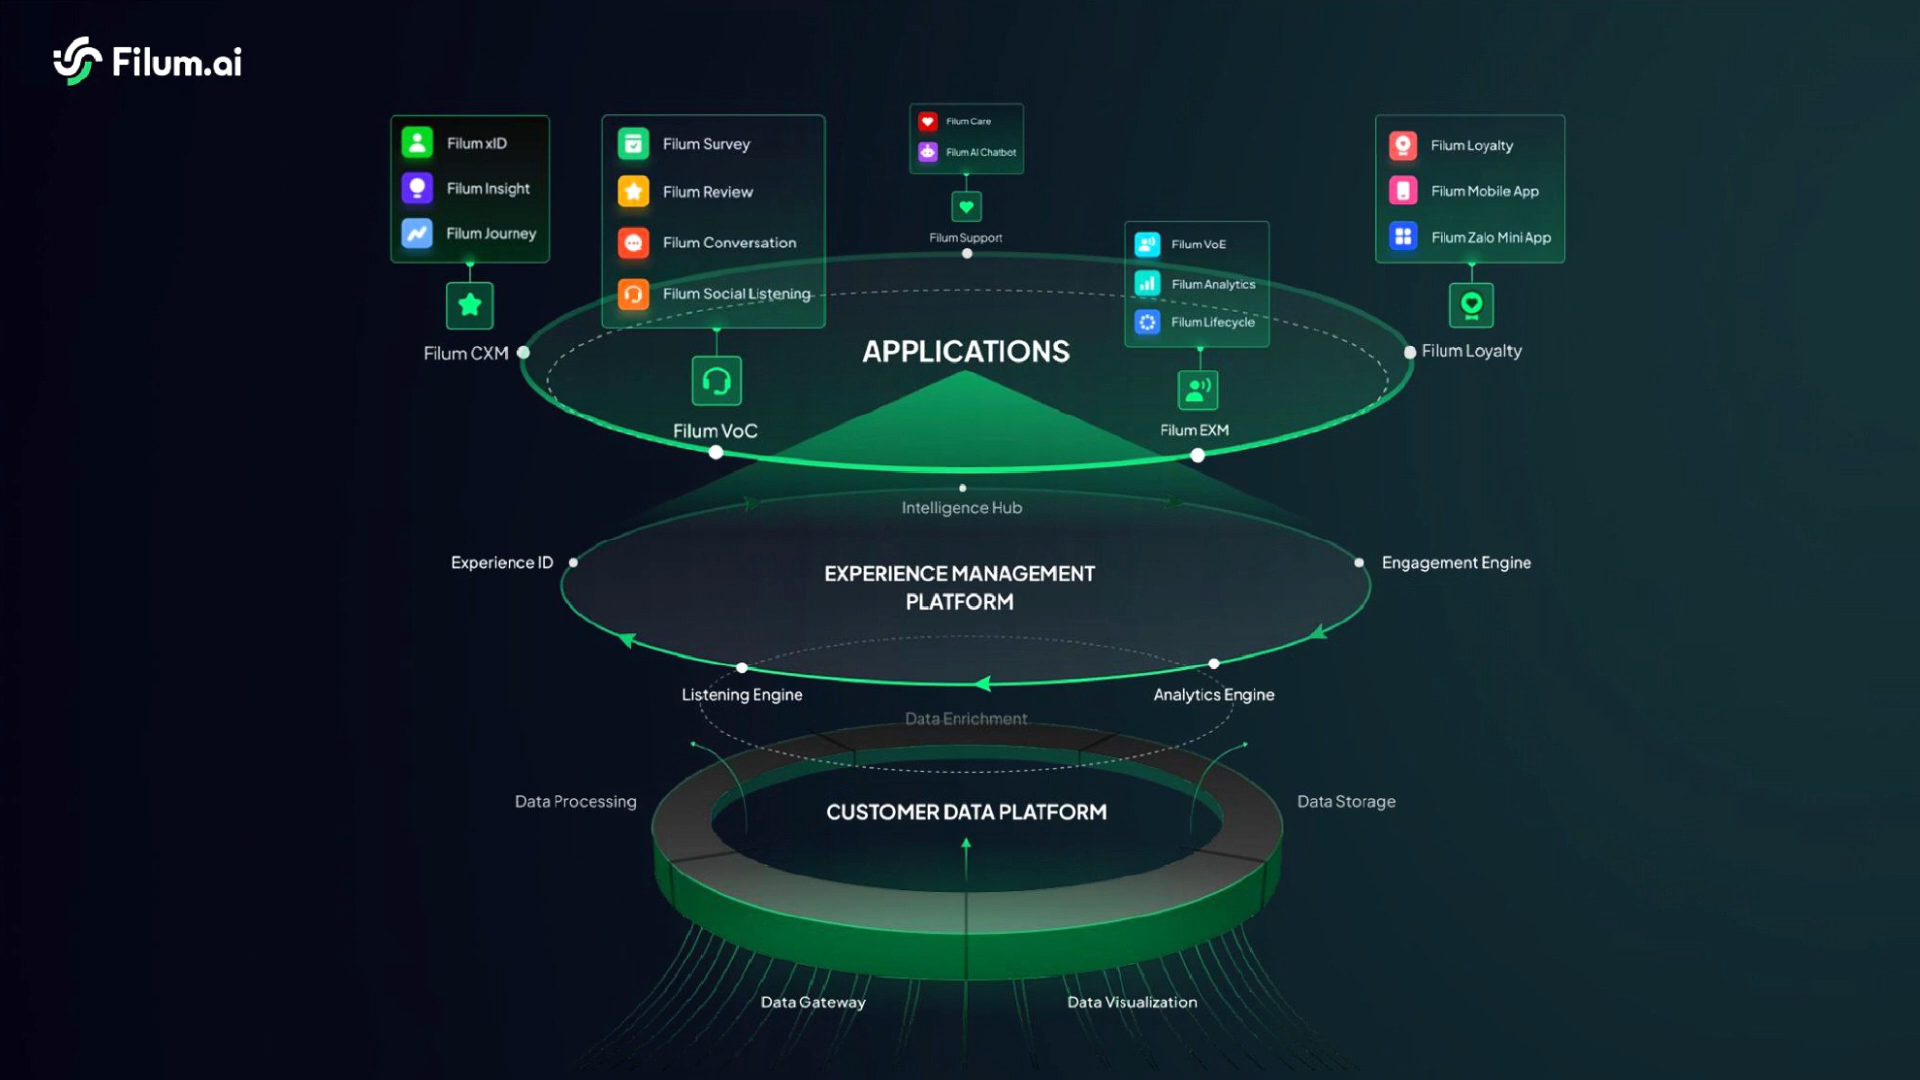 Filum.ai
Filum xID
Filum Insight
Filum Journey
Filum CXM
Filum Survey
Filum Review
Filum Conversation
Filum Social Listening
Filum VoC
Filum Care
Filum AI Chatbot
Filum Support
Filum VoE
Filum Analytics
Filum Lifecycle
Filum EXM
Filum Loyalty
Filum Mobile App
Filum Zalo Mini App
Filum Loyalty
APPLICATIONS
Intelligence Hub
Experience ID
EXPERIENCE MANAGEMENT
PLATFORM
Engagement Engine
Listening Engine
Analytics Engine
Data Enrichment
Data Processing
CUSTOMER DATA PLATFORM
Data Storage
Data Gateway
Data Visualization